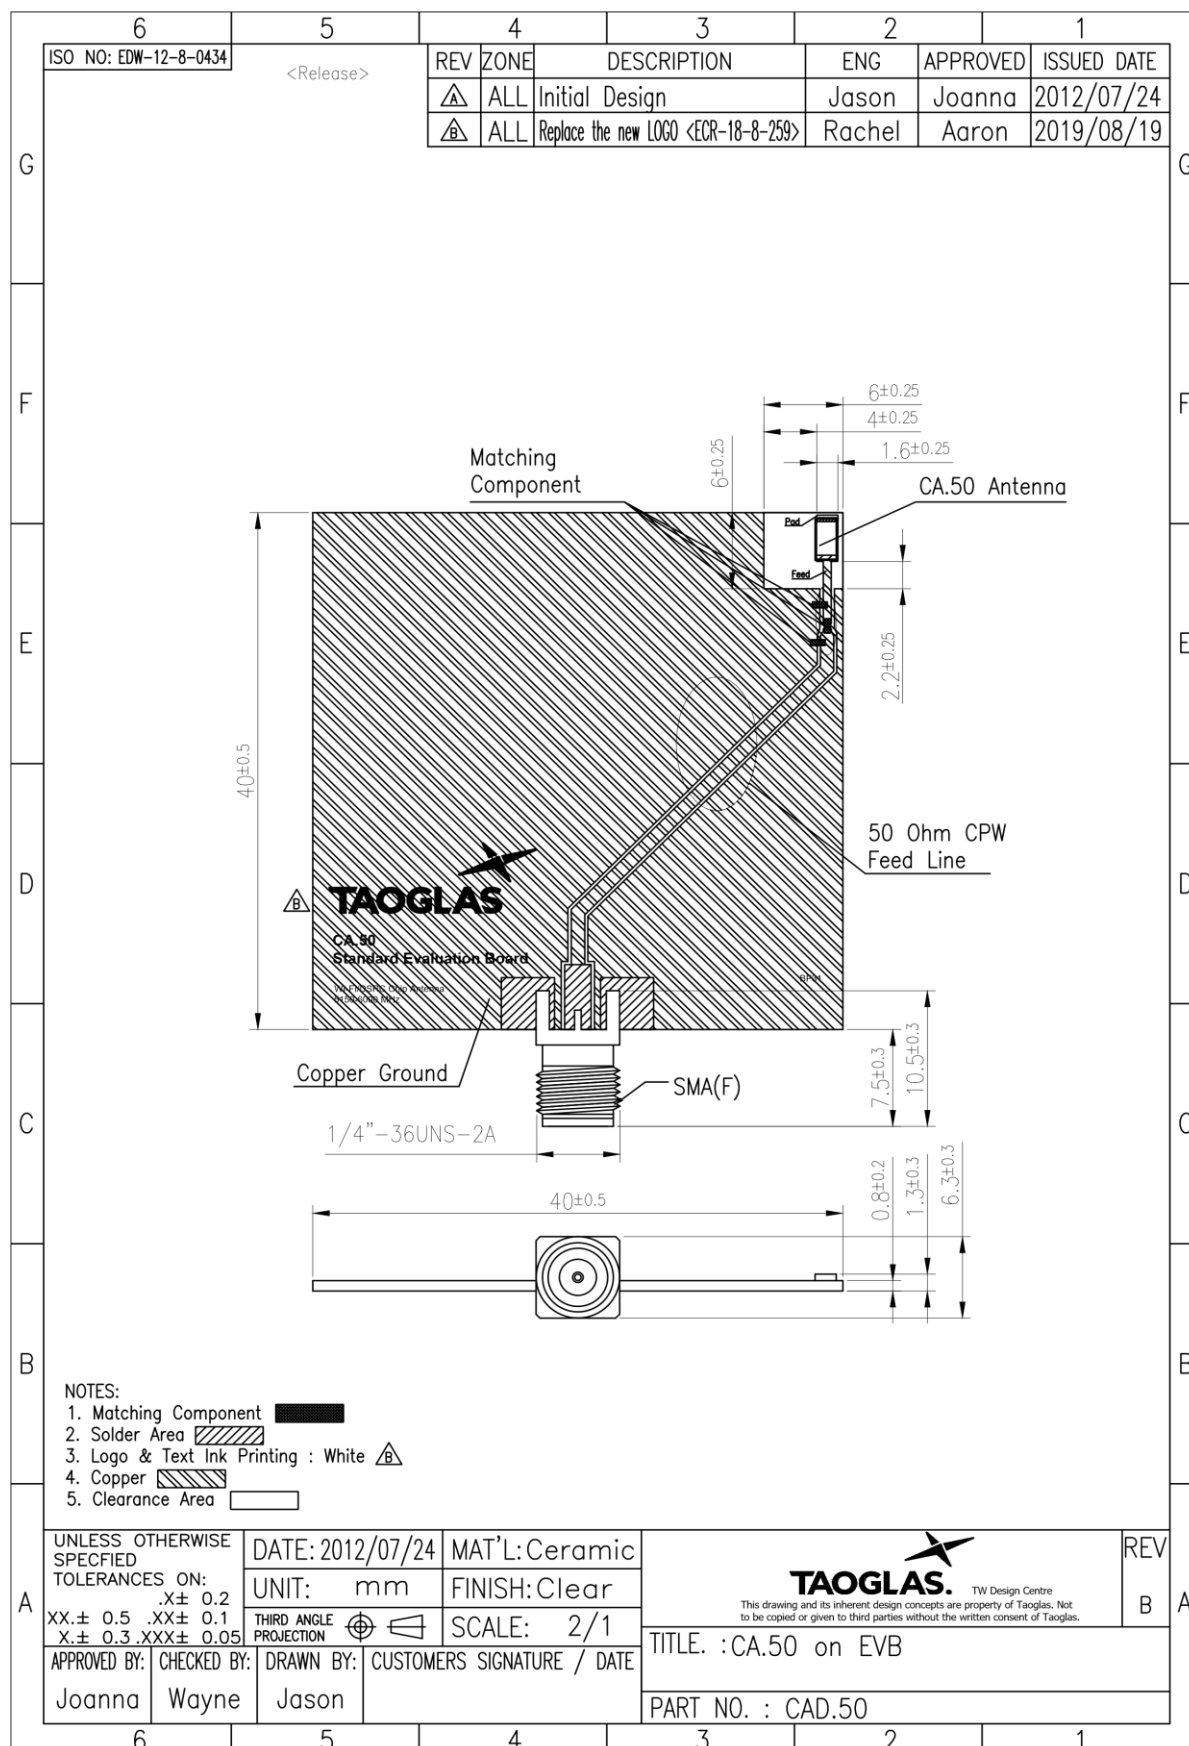 6 5 4 3 2 1
ISO NO: EDW-12-8-0434
<Release>
REV ZONE DESCRIPTION ENG APPROVED ISSUED DATE
A ALL Initial Design Jason Joanna 2012/07/24
B ALL Replace the new LOGO <ECR-18-8-259> Rachel Aaron 2019/08/19
G G
F F
6±0.25
4±0.25
1.6±0.25
6±0.25
Matching
Component
CA.50 Antenna
Pad
Feed
E E
2.2±0.25
40±0.5
50 Ohm CPW
Feed Line
D D
B
TAOGLAS
CA.50
Standard Evaluation Board
Copper Ground
SMA(F)
7.5±0.3
10.5±0.3
C C
1/4"-36UNS-2A
40±0.5
0.8±0.2
1.3±0.3
6.3±0.3
B B
NOTES:
1. Matching Component
2. Solder Area
3. Logo & Text Ink Printing : White B
4. Copper
5. Clearance Area
UNLESS OTHERWISE
SPECFIED
TOLERANCES ON:
.X± 0.2
XX.± 0.5 .XX± 0.1
X.± 0.3 .XXX± 0.05
DATE: 2012/07/24
MAT'L: Ceramic
UNIT: mm
FINISH: Clear
THIRD ANGLE
PROJECTION
SCALE: 2/1
TAOGLAS.
TW Design Centre
This drawing and its inherent design concepts are property of Taoglas. Not
to be copied or given to third parties without the written consent of Taoglas.
REV
B
A A
TITLE. : CA.50 on EVB
APPROVED BY: CHECKED BY: DRAWN BY: CUSTOMERS SIGNATURE / DATE
Joanna Wayne Jason
PART NO. : CAD.50
6 5 4 3 2 1